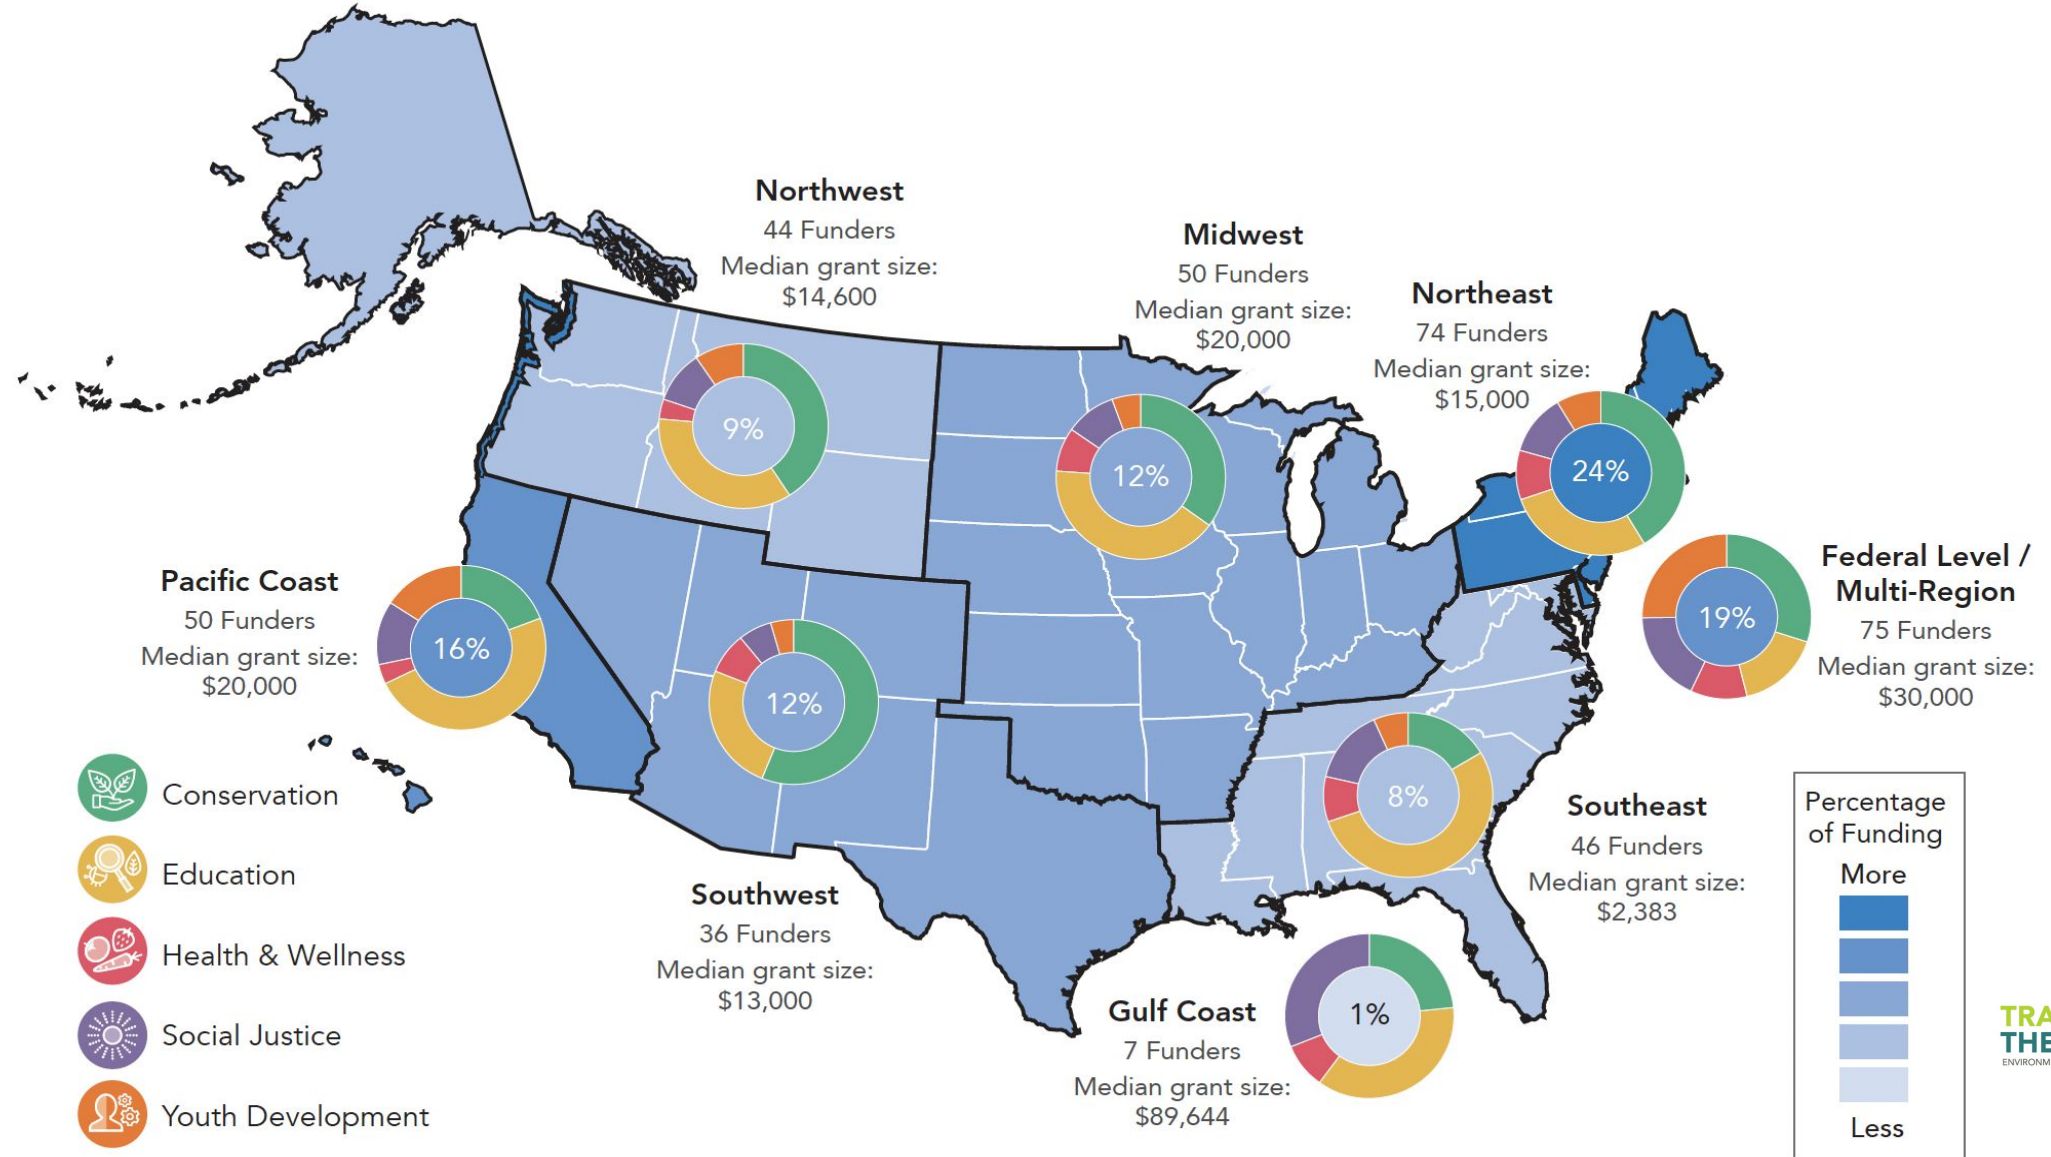 Northwest
44 Funders
Median grant size:
$14,600
Midwest
50 Funders
Median grant size:
$20,000
Northeast
74 Funders
Median grant size:
$15,000
9%
12%
24%
Pacific Coast
50 Funders
Median grant size:
$20,000
16%
12%
19%
Federal Level /
Multi-Region
75 Funders
Median grant size:
$30,000
8%
Southeast
46 Funders
Median grant size:
$2,383
Southwest
36 Funders
Median grant size:
$13,000
Gulf Coast
7 Funders
Median grant size:
$89,644
1%
Conservation
Education
Health & Wellness
Social Justice
Youth Development
Percentage
of Funding
More
Less
TRA
THE
ENVIRONM